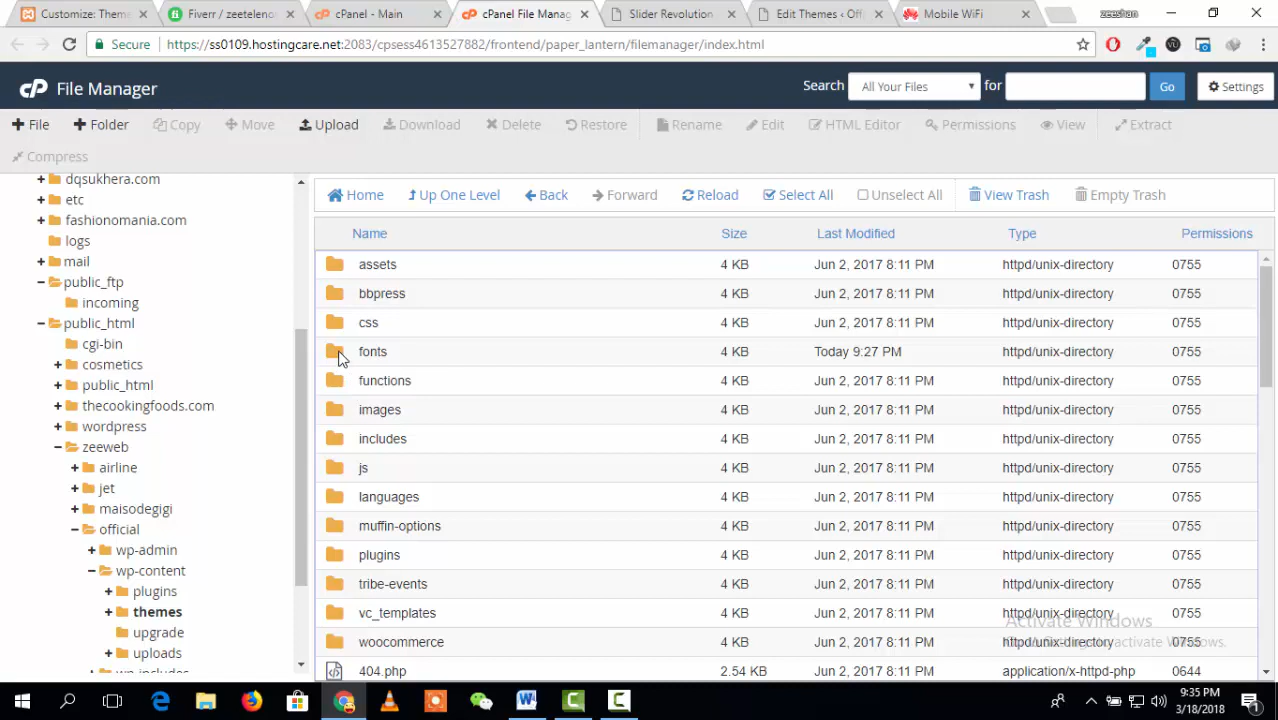 Customize: Them
Fiverr / zeeteleno
cPanel - Main
cPanel File Manag
Slider Revolution
Edit Themes ‹ Offi
Mobile WiFi
zeeshan
Secure
https://ss0109.hostingcare.net:2083/cpsess4613527882/frontend/paper_lantern/filemanager/index.html
cP File Manager
Search
All Your Files
for
Go
Settings
+ File
+ Folder
Copy
+ Move
Upload
Download
Delete
Restore
Rename
Edit
HTML Editor
Permissions
View
Extract
Compress
dqsukhera.com
etc
fashionomania.com
logs
mail
public_ftp
incoming
public_html
cgi-bin
cosmetics
public_html
thecookingfoods.com
wordpress
zeeweb
airline
jet
maisodegigi
official
wp-admin
wp-content
plugins
themes
upgrade
uploads
wp-includes
Home
Up One Level
Back
Forward
Reload
Select All
Unselect All
View Trash
Empty Trash
Name Size Last Modified Type Permissions
assets 4 KB Jun 2, 2017 8:11 PM httpd/unix-directory 0755
bbpress 4 KB Jun 2, 2017 8:11 PM httpd/unix-directory 0755
css 4 KB Jun 2, 2017 8:11 PM httpd/unix-directory 0755
fonts 4 KB Today 9:27 PM httpd/unix-directory 0755
functions 4 KB Jun 2, 2017 8:11 PM httpd/unix-directory 0755
images 4 KB Jun 2, 2017 8:11 PM httpd/unix-directory 0755
includes 4 KB Jun 2, 2017 8:11 PM httpd/unix-directory 0755
js 4 KB Jun 2, 2017 8:11 PM httpd/unix-directory 0755
languages 4 KB Jun 2, 2017 8:11 PM httpd/unix-directory 0755
muffin-options 4 KB Jun 2, 2017 8:11 PM httpd/unix-directory 0755
plugins 4 KB Jun 2, 2017 8:11 PM httpd/unix-directory 0755
tribe-events 4 KB Jun 2, 2017 8:11 PM httpd/unix-directory 0755
vc_templates 4 KB Jun 2, 2017 8:11 PM httpd/unix-directory 0755
woocommerce 4 KB Jun 2, 2017 8:11 PM httpd/unix-directory 0755
404.php 2.54 KB Jun 2, 2017 8:11 PM application/x-httpd-php 0644
Activate Windows
to activate Windows.
9:35 PM
3/18/2018